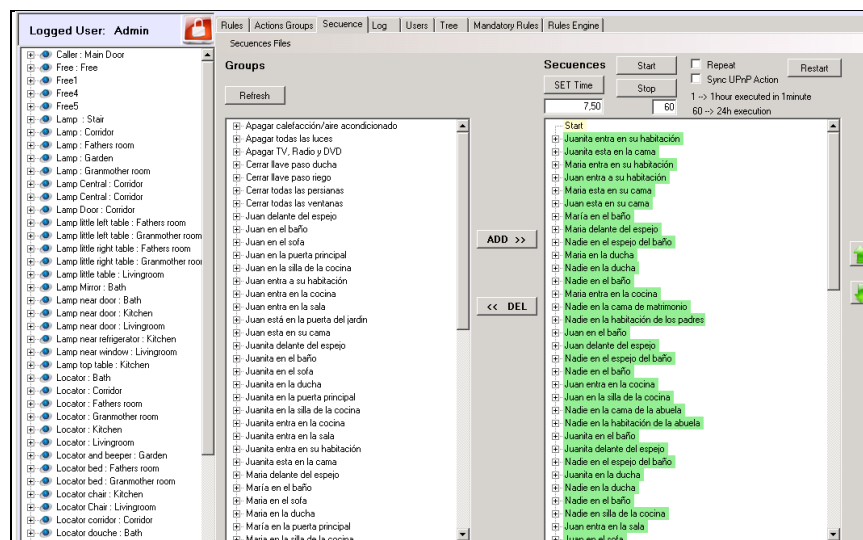 Logged User: Admin
Caller : Main Door
Free : Free
Free1
Free4
Free5
Lamp : Stair
Lamp : Corridor
Lamp : Fathers room
Lamp : Garden
Lamp : Granmother room
Lamp Central : Corridor
Lamp Central : Corridor
Lamp Door : Corridor
Lamp little left table : Fathers room
Lamp little left table : Granmother room
Lamp little right table : Fathers room
Lamp little right table : Granmother roo
Lamp little table : Livingroom
Lamp Mirror : Bath
Lamp near door : Bath
Lamp near door : Kitchen
Lamp near door : Livingroom
Lamp near refrigerator : Kitchen
Lamp near window : Livingroom
Lamp top table : Kitchen
Locator : Bath
Locator : Corridor
Locator : Fathers room
Locator : Granmother room
Locator : Kitchen
Locator : Livingroom
Locator and beeper : Garden
Locator bed : Fathers room
Locator bed : Granmother room
Locator chair : Kitchen
Locator Chair : Livingroom
Locator corridor : Corridor
Locator douche : Bath
Rules Actions Groups Secuence Log Users Tree Mandatory Rules Rules Engine
Secuences Files
Groups
Refresh
Apagar calefacción/aire acondicionado
Apagar todas las luces
Apagar TV, Radio y DVD
Cerrar llave paso ducha
Cerrar llave paso riego
Cerrar todas las persianas
Cerrar todas las ventanas
Juan delante del espejo
Juan en el baño
Juan en el sofa
Juan en la puerta principal
Juan en la silla de la cocina
Juan entra a su habitación
Juan entra en la cocina
Juan entra en la sala
Juan está en la puerta del jardin
Juan esta en su cama
Juanita delante del espejo
Juanita en el baño
Juanita en el sofa
Juanita en la ducha
Juanita en la puerta principal
Juanita en la silla de la cocina
Juanita entra en la cocina
Juanita entra en la sala
Juanita entra en su habitación
Juanita esta en la cama
Maria delante del espejo
María en el baño
Maria en el sofa
Maria en la ducha
María en la puerta principal
Maria en la silla de la cocina
ADD >>
<< DEL
Secuences
Start
Repeat
Restart
SET Time
Stop
Sync UPnP Action
7,50
60
1 --> 1hour executed in 1minute
60 --> 24h execution
Start
Juanita entra en su habitación
Juanita esta en la cama
Maria entra en su habitación
Juan entra a su habitación
Maria esta en su cama
Juan esta en su cama
María en el baño
Maria delante del espejo
Nadie en el espejo del baño
Maria en la ducha
Nadie en la ducha
Nadie en el baño
Maria entra en la cocina
Nadie en la cama de matrimonio
Nadie en la habitación de los padres
Juan en el baño
Juan delante del espejo
Nadie en el espejo del baño
Nadie en el baño
Juan entra en la cocina
Juan en la silla de la cocina
Nadie en la cama de la abuela
Nadie en la habitación de la abuela
Juanita en el baño
Juanita delante del espejo
Nadie en el espejo del baño
Juanita en la ducha
Nadie en la ducha
Nadie en el baño
Nadie en silla de la cocina
Juan entra en la sala
Juan en el sofa